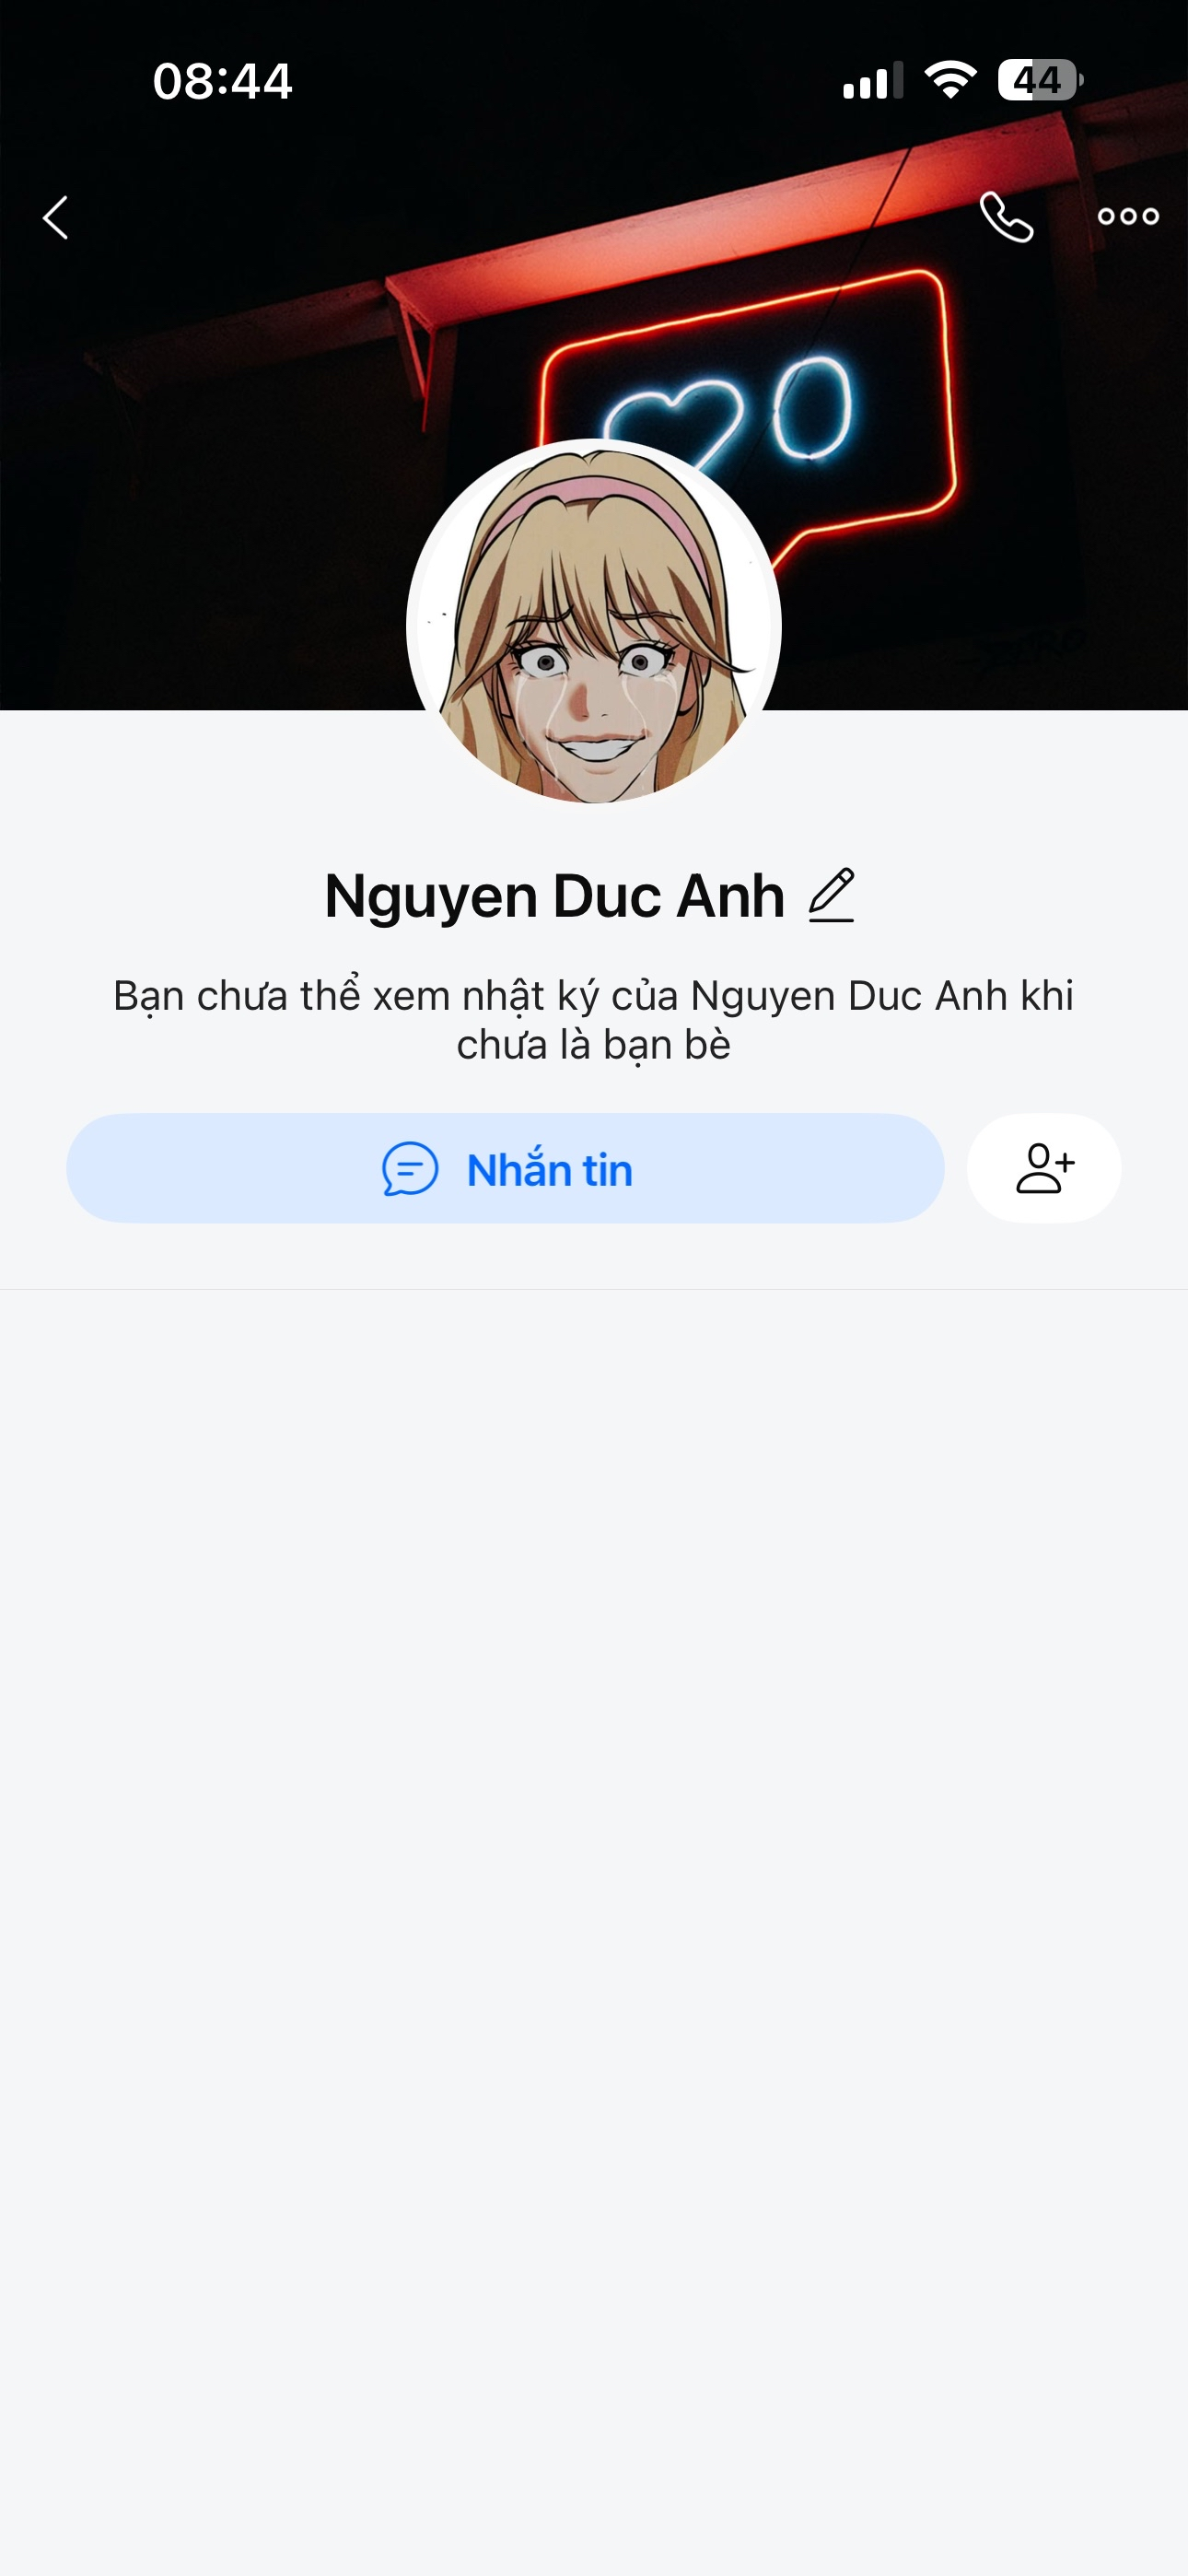 08:44
44
0
Nguyen Duc Anh
Bạn chưa thể xem nhật ký của Nguyen Duc Anh khi
chưa là bạn bè
Nhắn tin